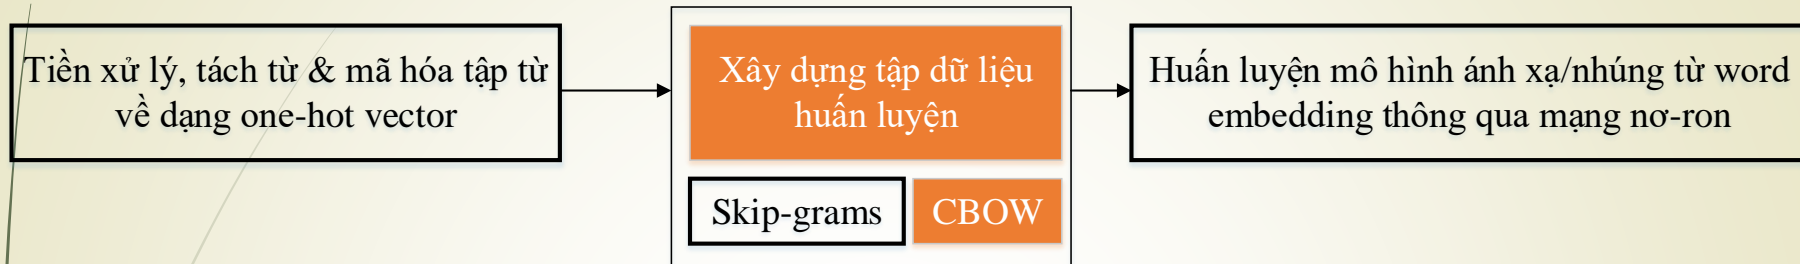 Tiền xử lý, tách từ & mã hóa tập từ
về dạng one-hot vector
Xây dựng tập dữ liệu
huấn luyện
Skip-grams
CBOW
Huấn luyện mô hình ánh xạ/nhúng từ word
embedding thông qua mạng nơ-ron